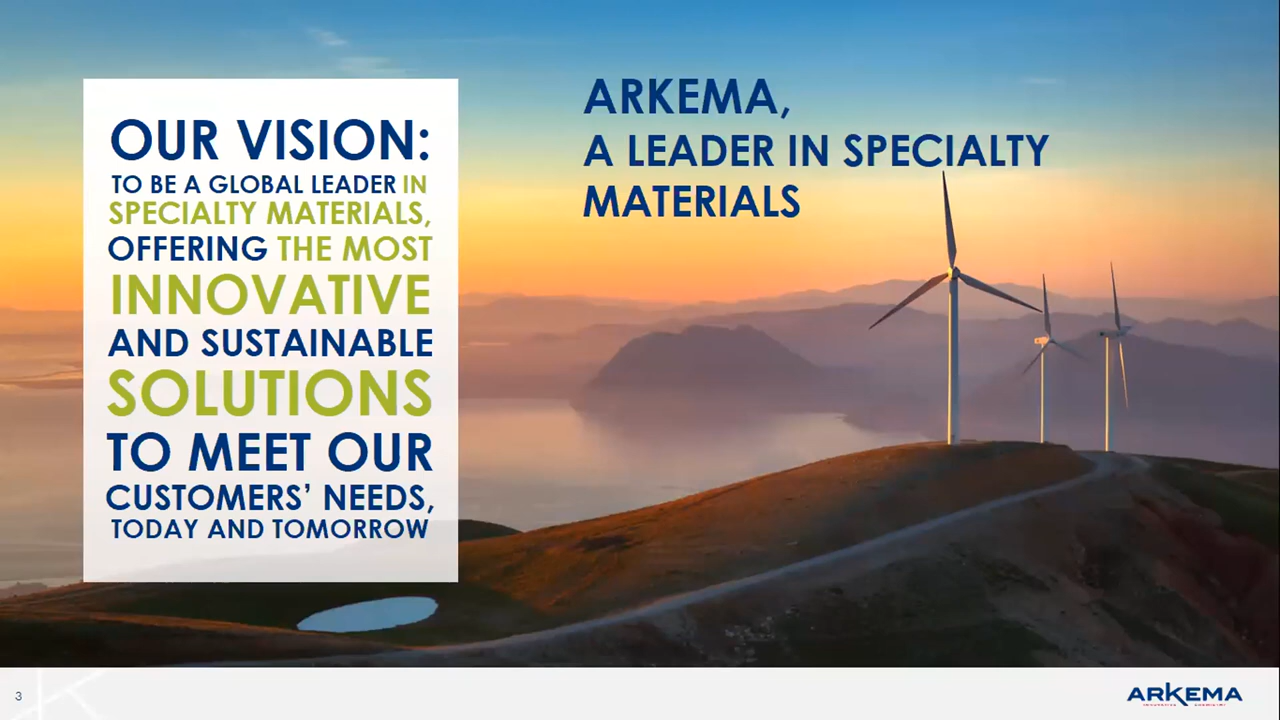 OUR VISION:
TO BE A GLOBAL LEADER IN
SPECIALTY MATERIALS,
OFFERING THE MOST
INNOVATIVE
AND SUSTAINABLE
SOLUTIONS
TO MEET OUR
CUSTOMERS' NEEDS,
TODAY AND TOMORROW
ARKEMA,
A LEADER IN SPECIALTY
MATERIALS
3
ARKEMA